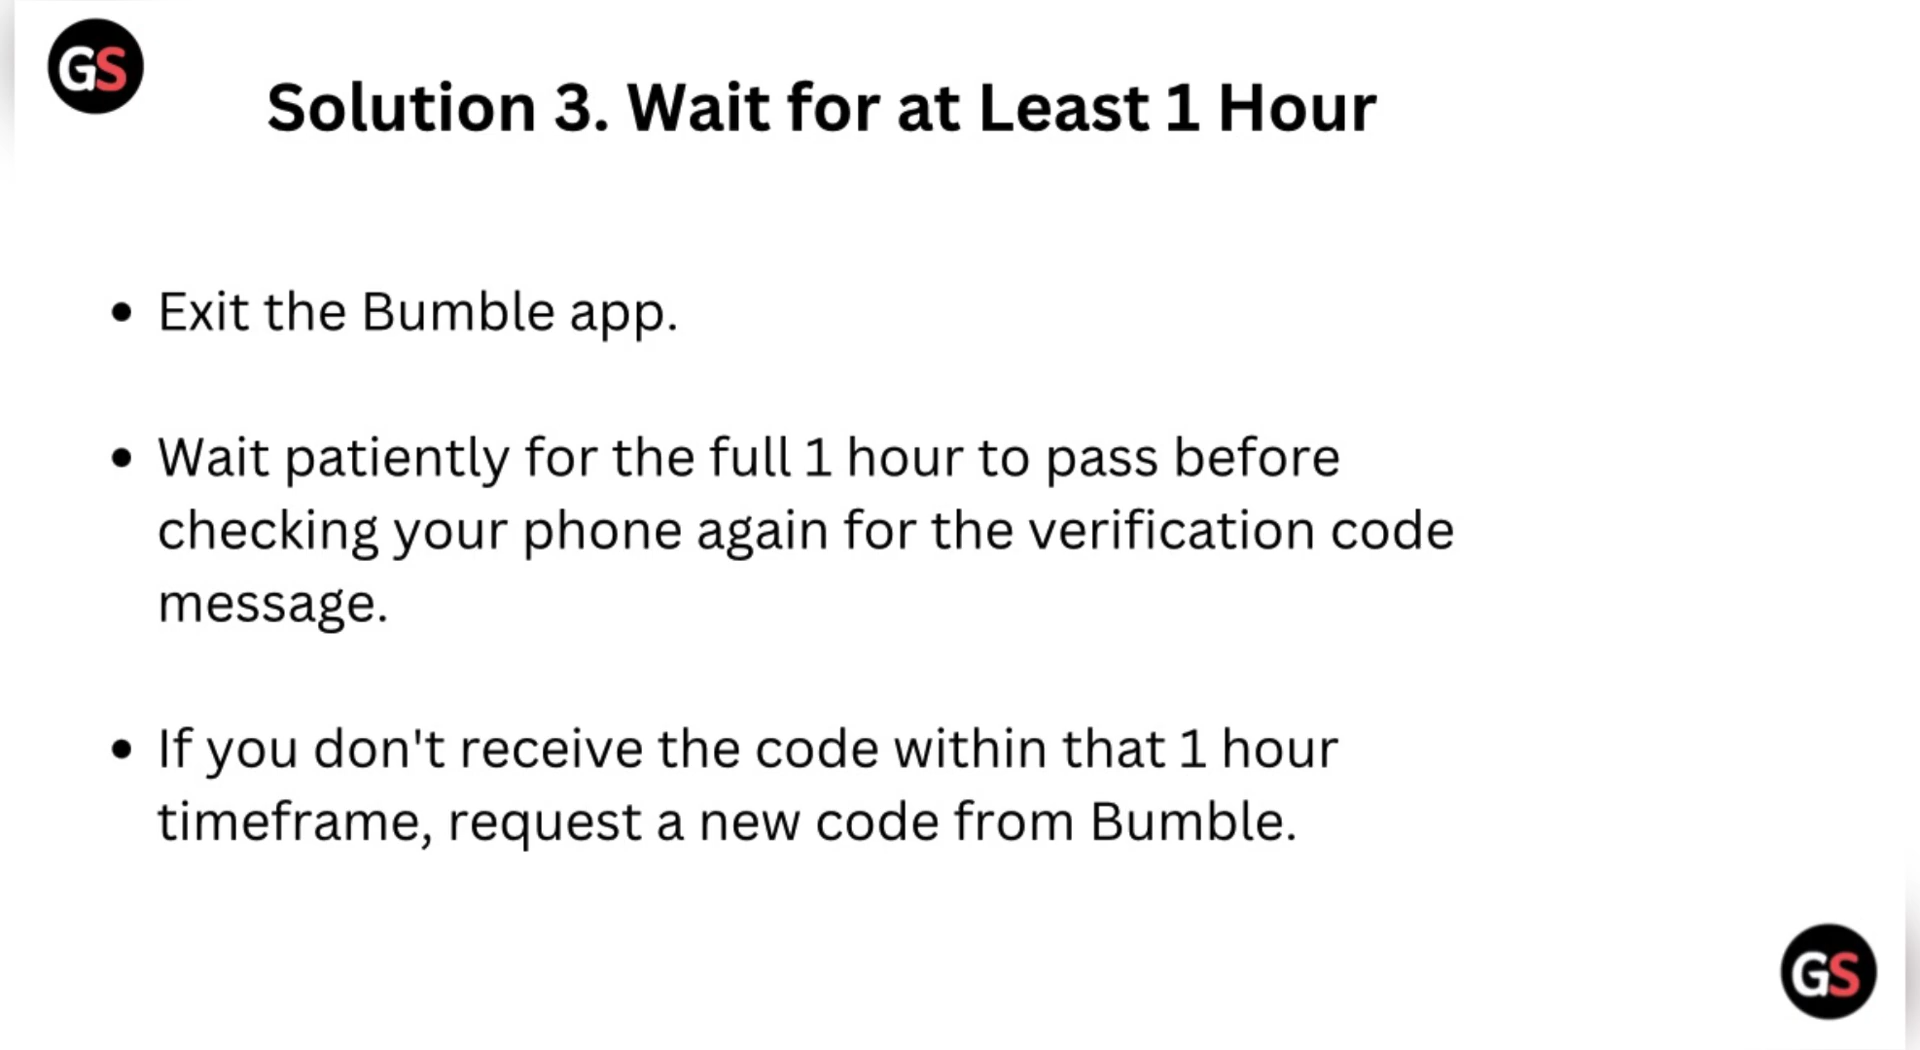 GS
Solution 3. Wait for at Least 1 Hour
• Exit the Bumble app.
• Wait patiently for the full 1 hour to pass before
checking your phone again for the verification code
message.
• If you don't receive the code within that 1 hour
timeframe, request a new code from Bumble.
GS